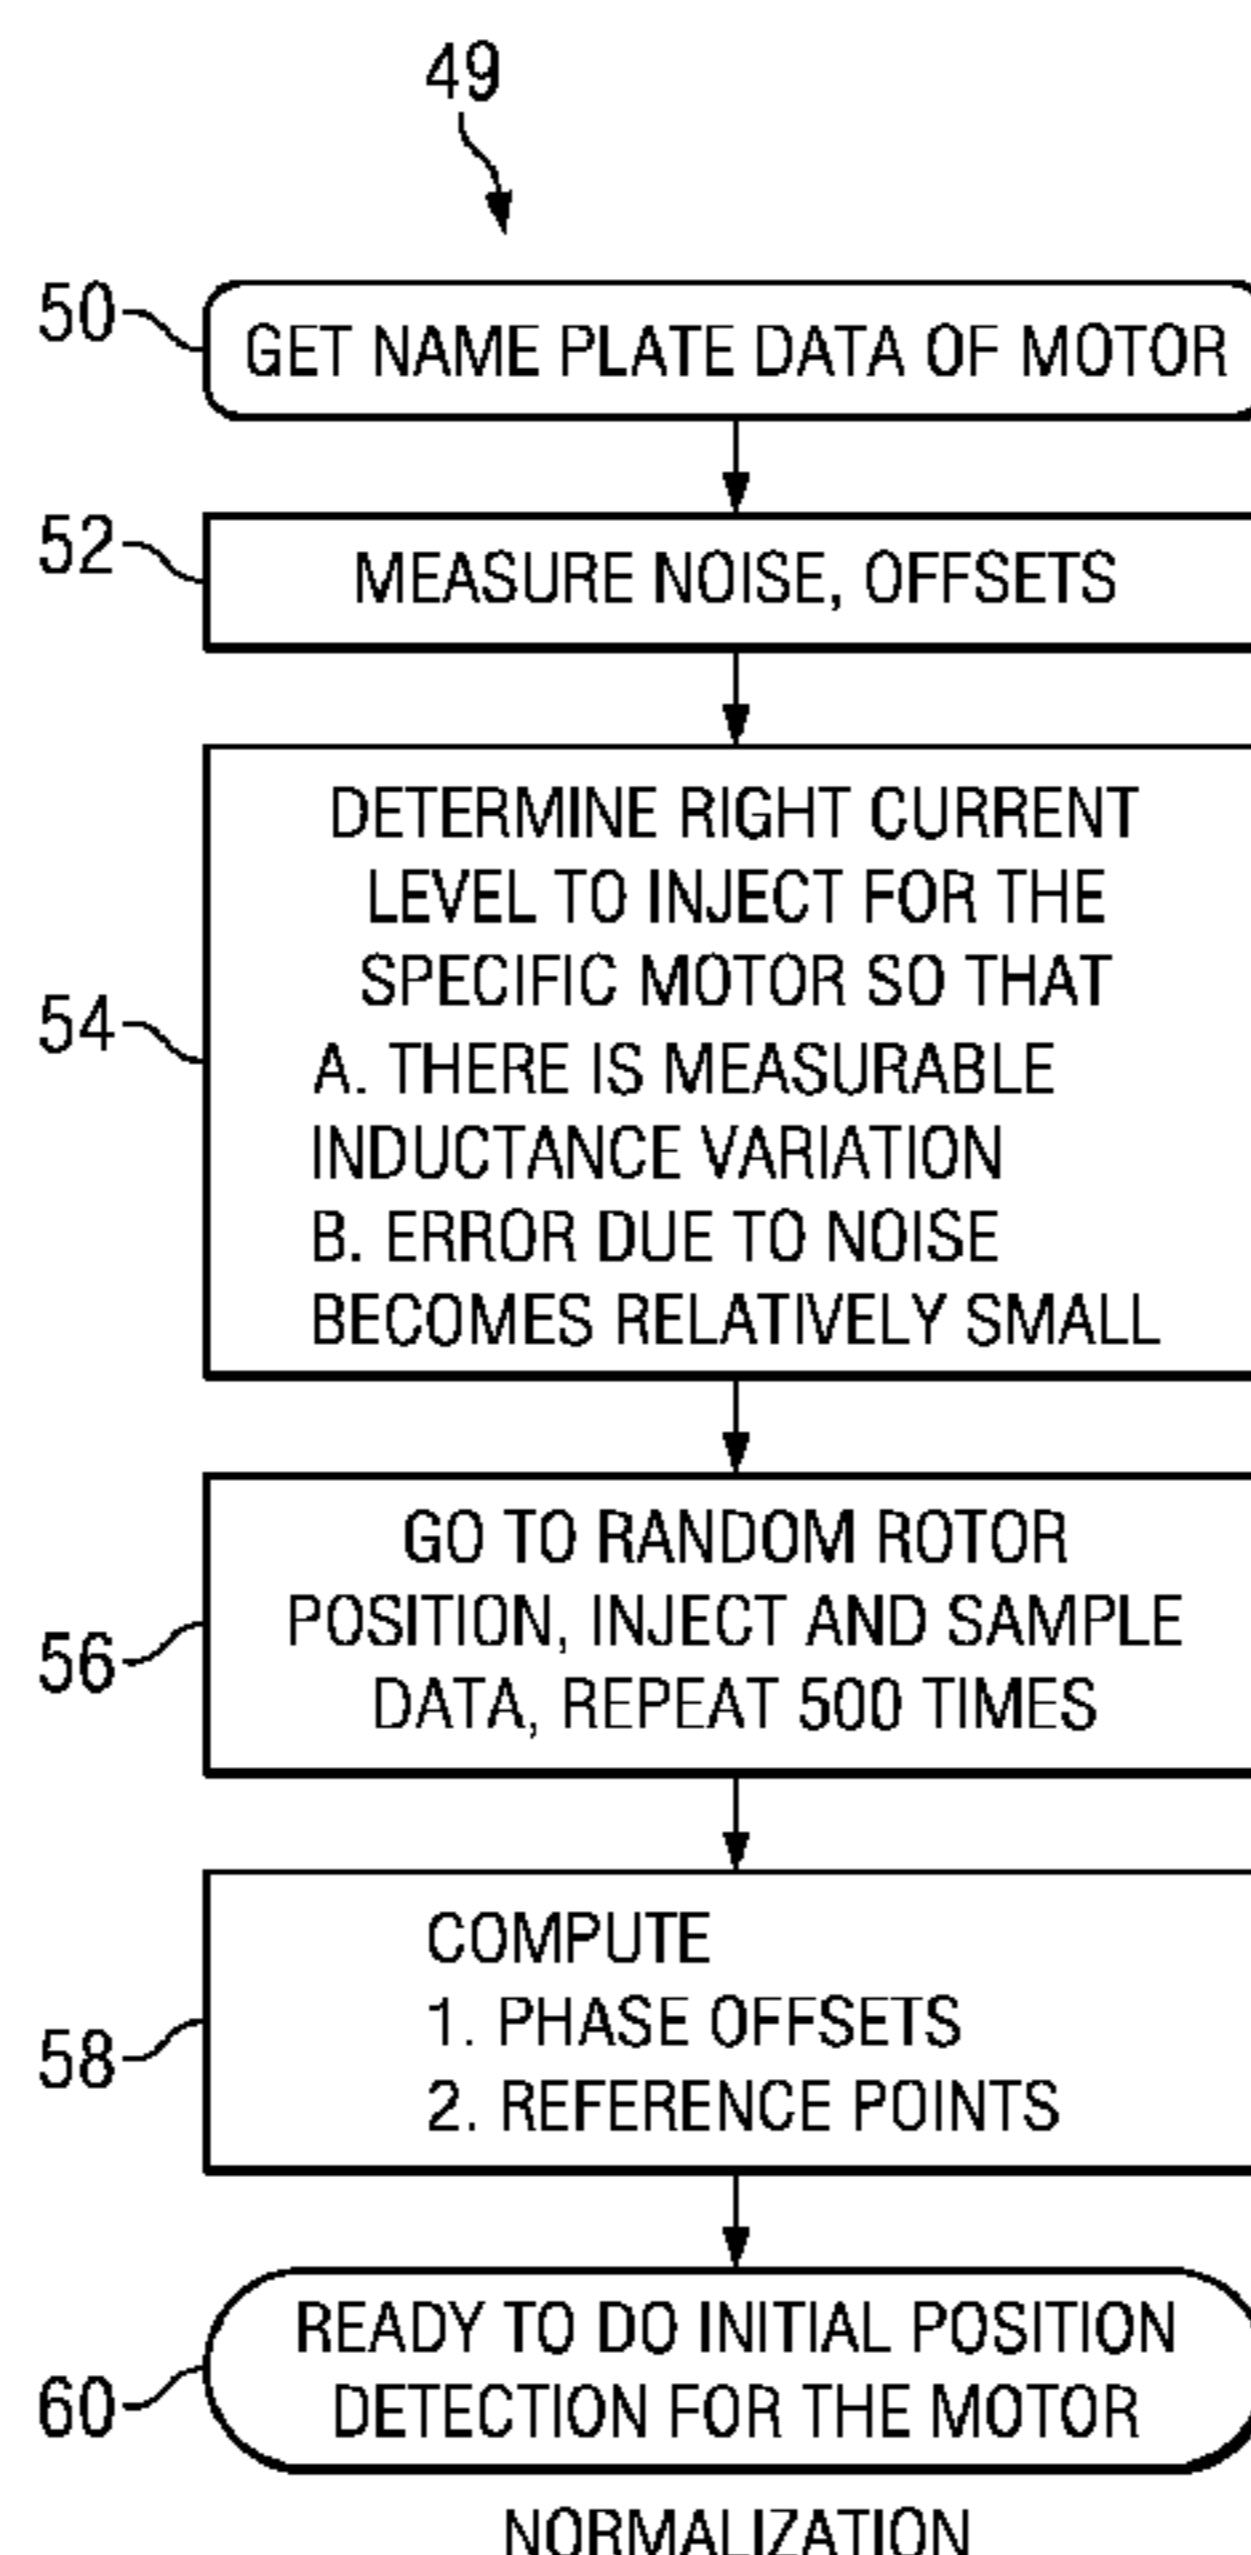 49
50
GET NAME PLATE DATA OF MOTOR
52
MEASURE NOISE, OFFSETS
54
DETERMINE RIGHT CURRENT
LEVEL TO INJECT FOR THE
SPECIFIC MOTOR SO THAT
A. THERE IS MEASURABLE
INDUCTANCE VARIATION
B. ERROR DUE TO NOISE
BECOMES RELATIVELY SMALL
56
GO TO RANDOM ROTOR
POSITION, INJECT AND SAMPLE
DATA, REPEAT 500 TIMES
58
COMPUTE
1. PHASE OFFSETS
2. REFERENCE POINTS
60
READY TO DO INITIAL POSITION
DETECTION FOR THE MOTOR
NORMALIZATION